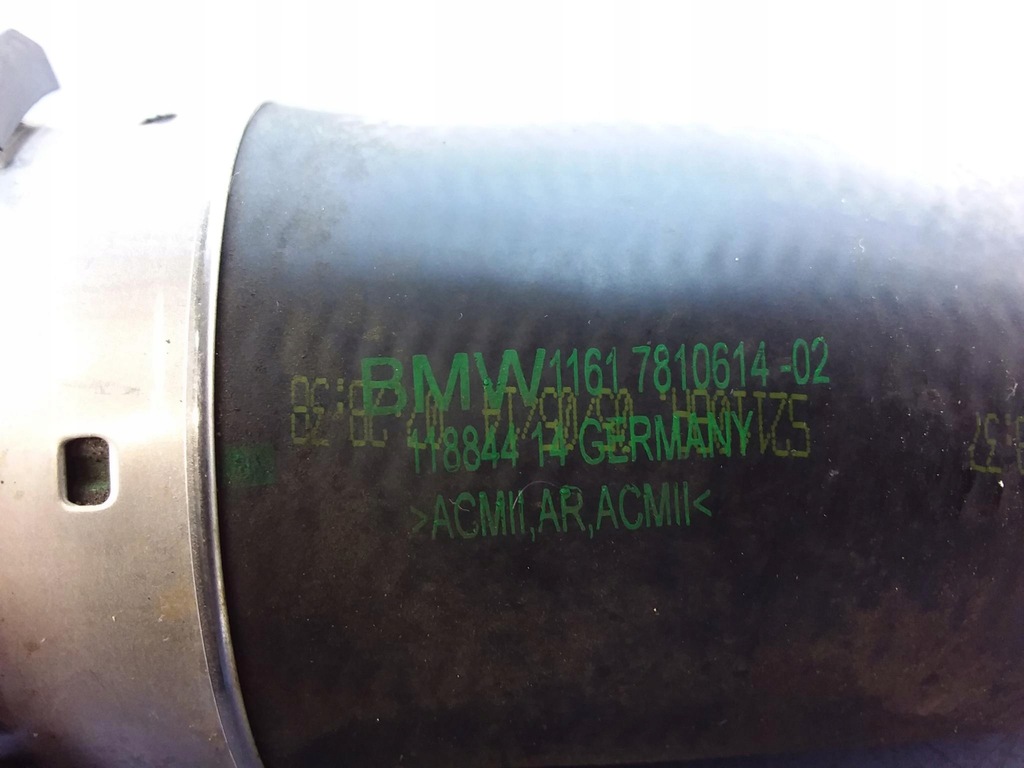 BMW 1161 7810614-02
118844 14 GERMANY
>ACMII,AR,ACMII<